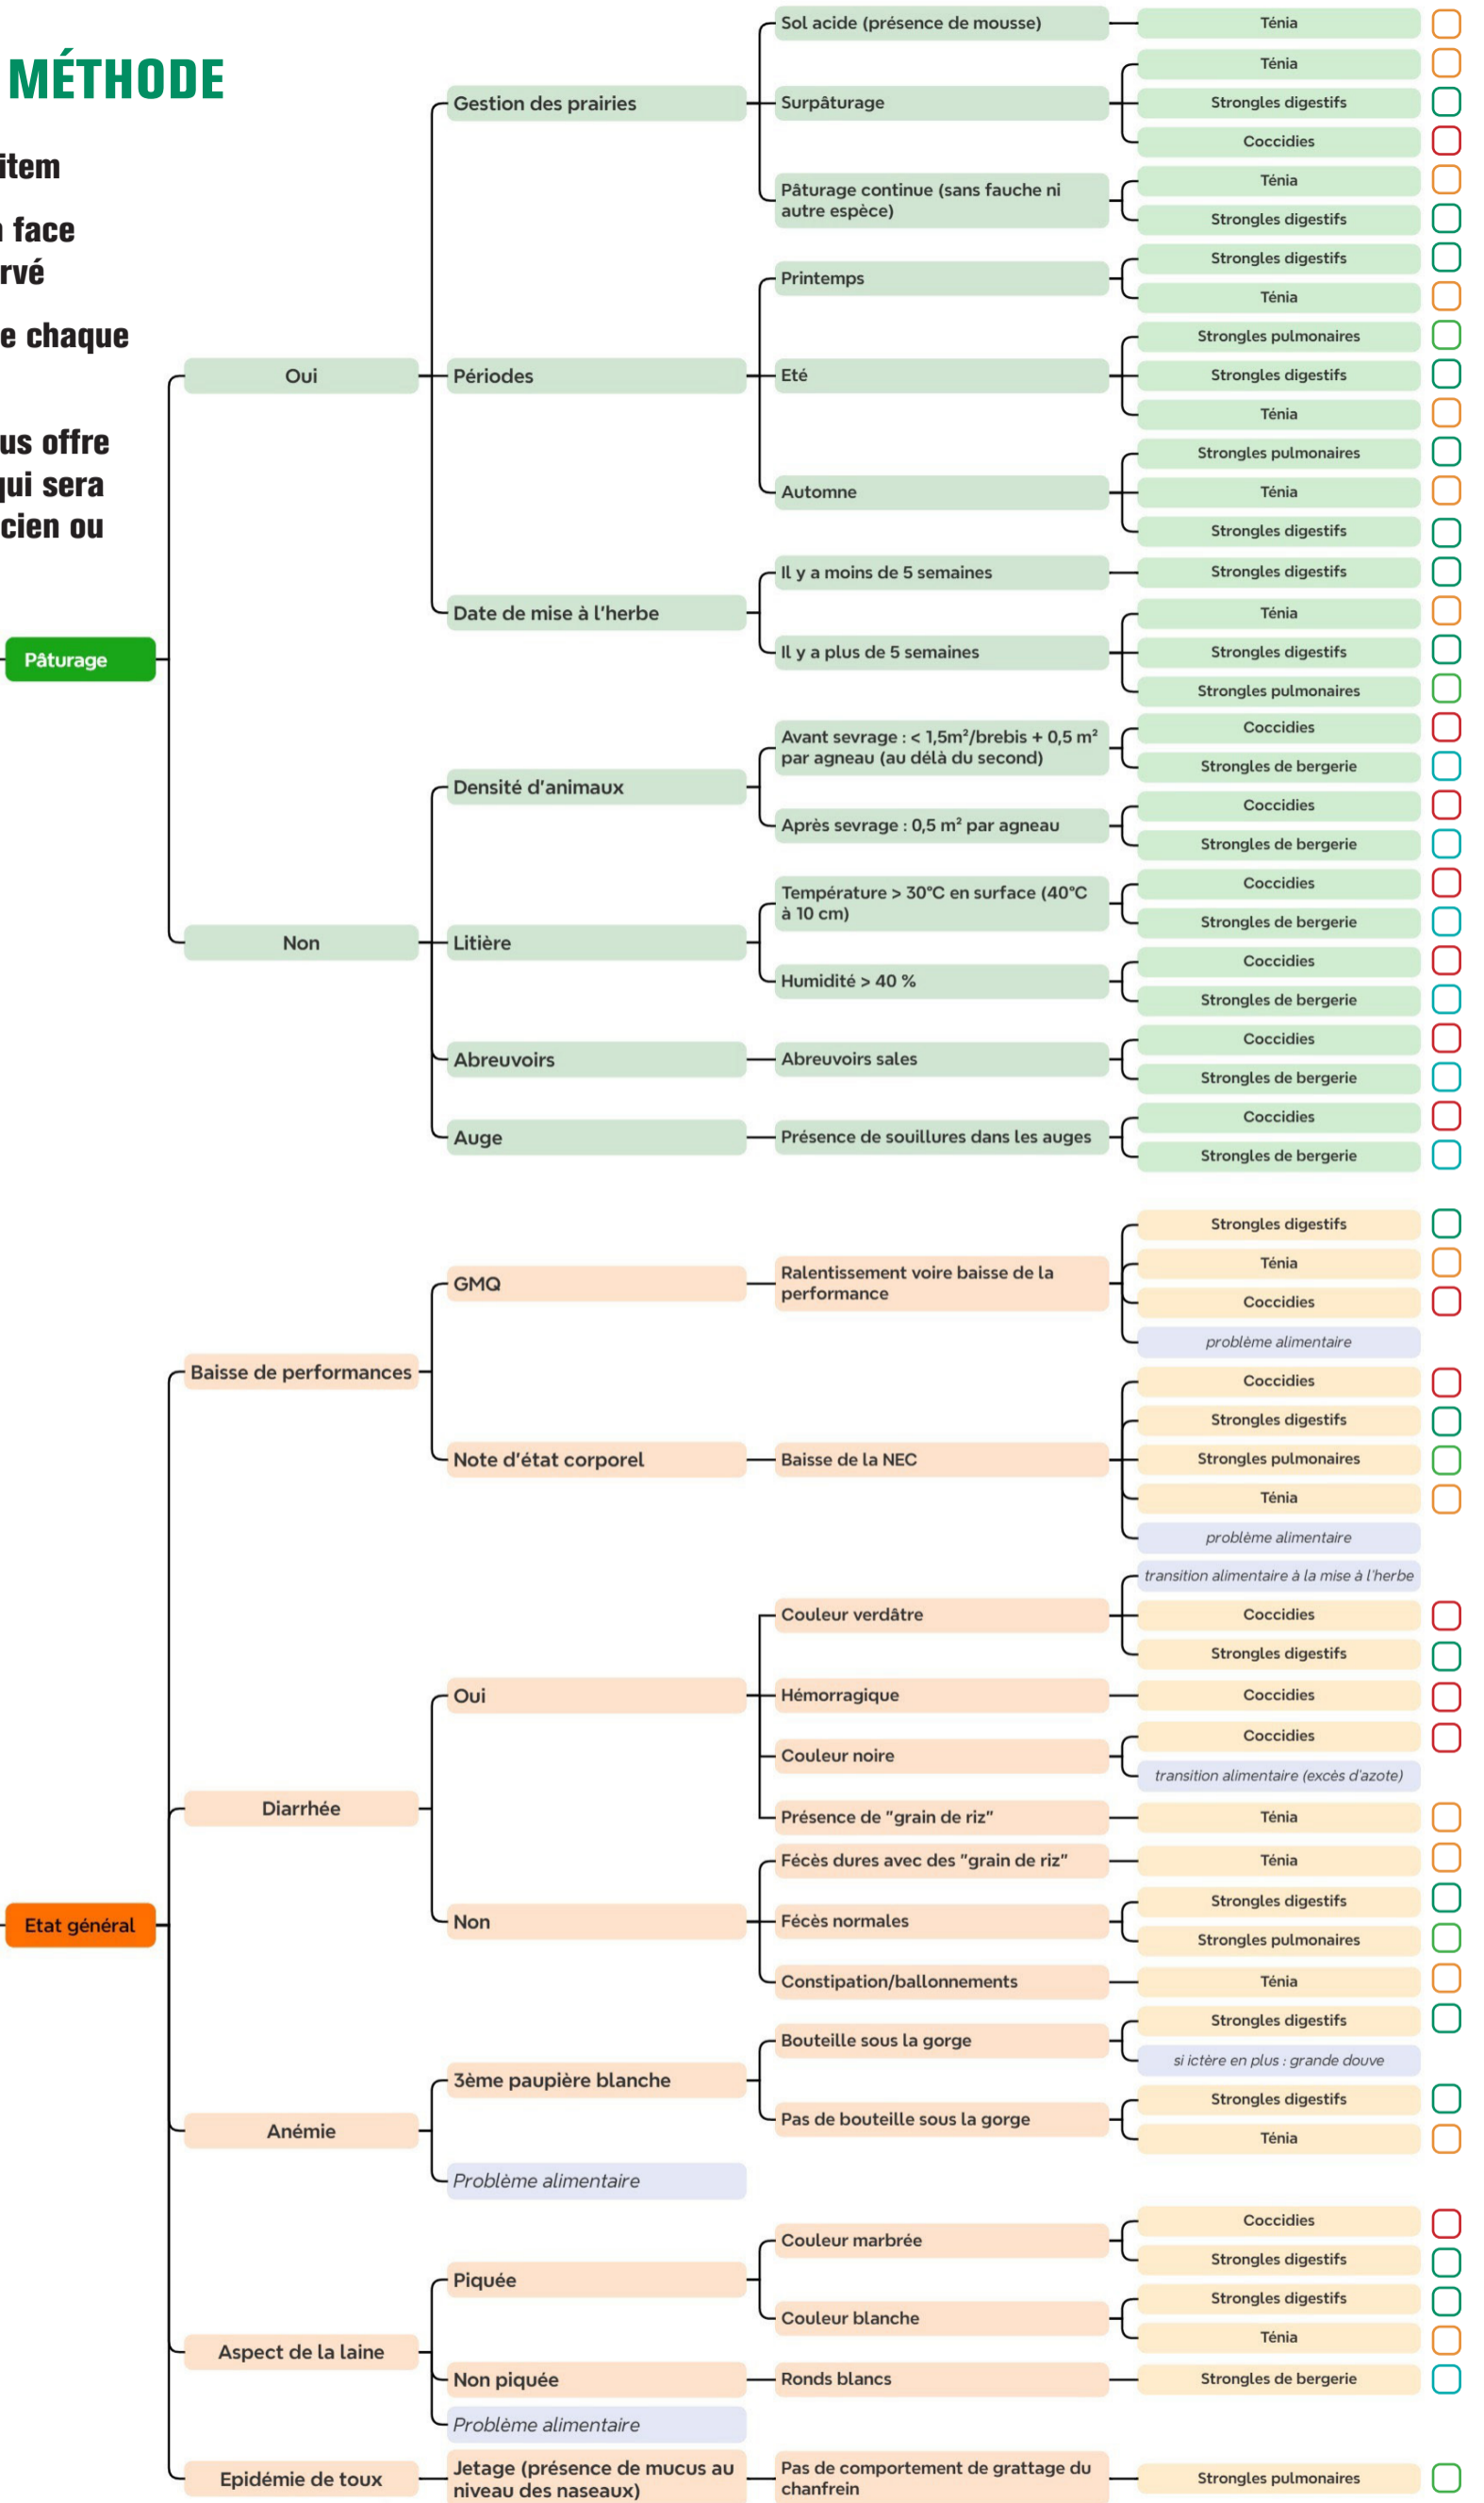 MÉTHODE
item
face
rvé
e chaque
us offre
qui sera
cien ou
Pâturage
Oui
Gestion des prairies
Sol acide (présence de mousse)
Ténia
Surpâturage
Ténia
Strongles digestifs
Coccidies
Pâturage continue (sans fauche ni
autre espèce)
Ténia
Strongles digestifs
Périodes
Printemps
Strongles digestifs
Ténia
Eté
Strongles pulmonaires
Strongles digestifs
Ténia
Automne
Strongles pulmonaires
Ténia
Strongles digestifs
Date de mise à l'herbe
Il y a moins de 5 semaines
Strongles digestifs
Il y a plus de 5 semaines
Ténia
Strongles digestifs
Strongles pulmonaires
Non
Densité d'animaux
Avant sevrage : < 1,5m²/brebis + 0,5 m²
par agneau (au délà du second)
Coccidies
Strongles de bergerie
Après sevrage : 0,5 m² par agneau
Coccidies
Strongles de bergerie
Litière
Température > 30°C en surface (40°C
à 10 cm)
Coccidies
Strongles de bergerie
Humidité > 40 %
Coccidies
Strongles de bergerie
Abreuvoirs
Abreuvoirs sales
Coccidies
Strongles de bergerie
Auge
Présence de souillures dans les auges
Coccidies
Strongles de bergerie
Etat général
Baisse de performances
GMQ
Ralentissement voire baisse de la
performance
Strongles digestifs
Ténia
Coccidies
problème alimentaire
Note d'état corporel
Baisse de la NEC
Coccidies
Strongles digestifs
Strongles pulmonaires
Ténia
problème alimentaire
Diarrhée
Oui
Couleur verdâtre
transition alimentaire à la mise à l'herbe
Coccidies
Strongles digestifs
Hémorragique
Coccidies
Couleur noire
Coccidies
transition alimentaire (excès d'azote)
Présence de "grain de riz"
Ténia
Non
Fécès dures avec des "grain de riz"
Ténia
Fécès normales
Strongles digestifs
Strongles pulmonaires
Constipation/ballonnements
Ténia
Anémie
3ème paupière blanche
Bouteille sous la gorge
Strongles digestifs
si ictère en plus : grande douve
Pas de bouteille sous la gorge
Strongles digestifs
Ténia
Problème alimentaire
Aspect de la laine
Piquée
Couleur marbrée
Coccidies
Strongles digestifs
Couleur blanche
Strongles digestifs
Ténia
Non piquée
Ronds blancs
Strongles de bergerie
Problème alimentaire
Epidémie de toux
Jetage (présence de mucus au
niveau des naseaux)
Pas de comportement de grattage du
chanfrein
Strongles pulmonaires